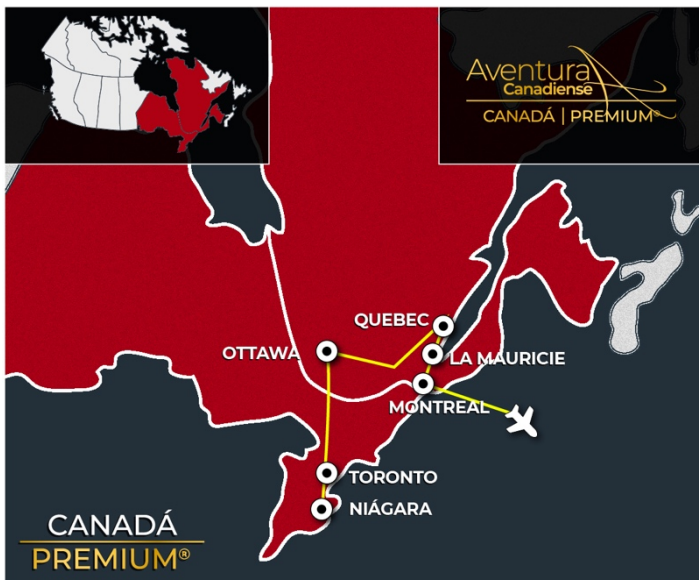 Aventura
Canadiense
CANADÁ | PREMIUM®
QUEBEC
OTTAWA
LA MAURICIE
MONTREAL
TORONTO
NIÁGARA
CANADÁ
PREMIUM®